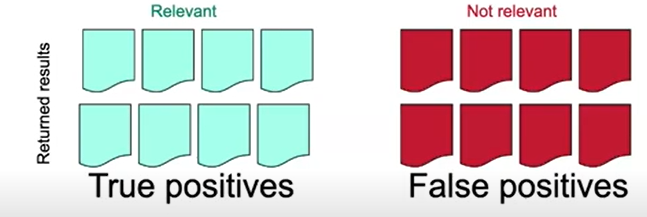 Relevant
Not relevant
Returned results
True positives
False positives